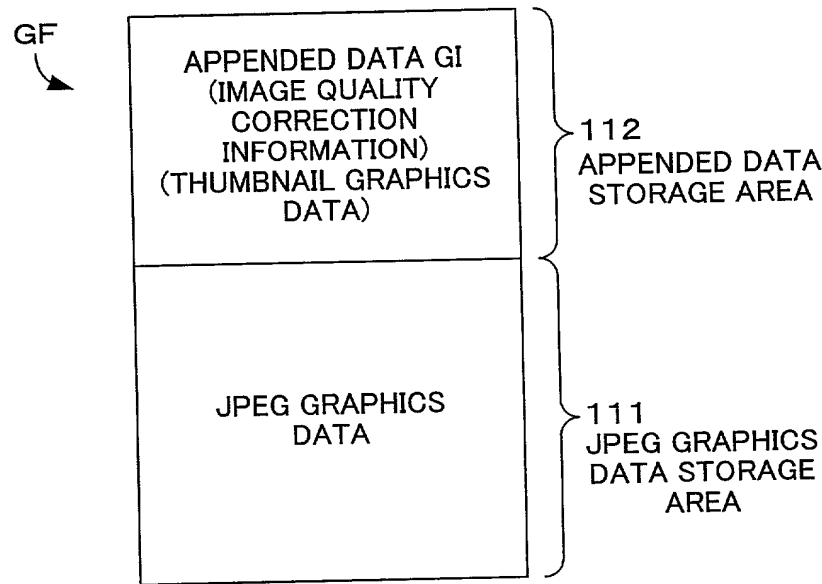 GF
APPENDED DATA GI
(IMAGE QUALITY
CORRECTION
INFORMATION)
(THUMBNAIL GRAPHICS
DATA)
112
APPENDED DATA
STORAGE AREA
JPEG GRAPHICS
DATA
111
JPEG GRAPHICS
DATA STORAGE
AREA